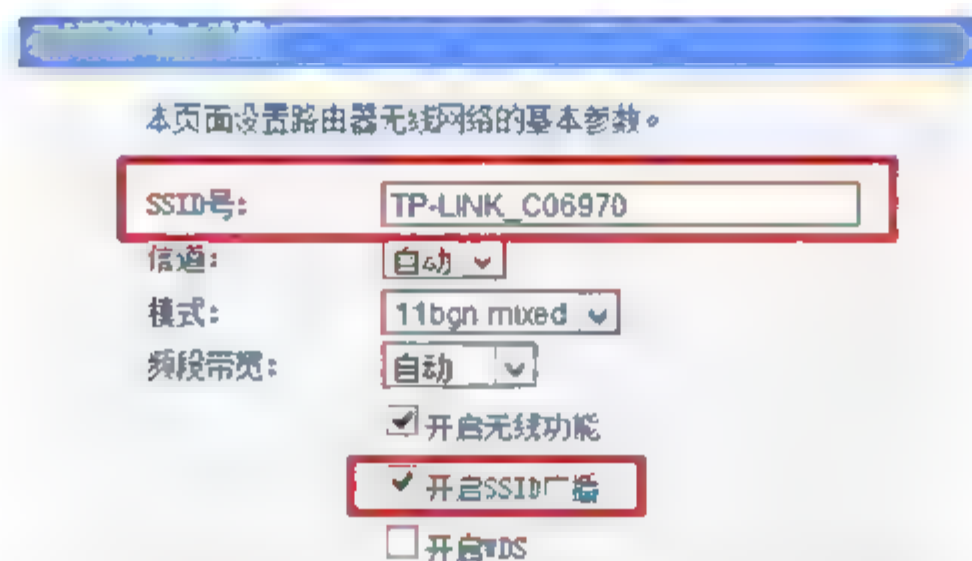 本页面设置路由器无线网络的基本参数。
SSID号: TP-LINK_C06970
信道: 自动
模式: 11bgn mixed
频段带宽: 自动
开启无线功能
开启SSID广播
开启WDS